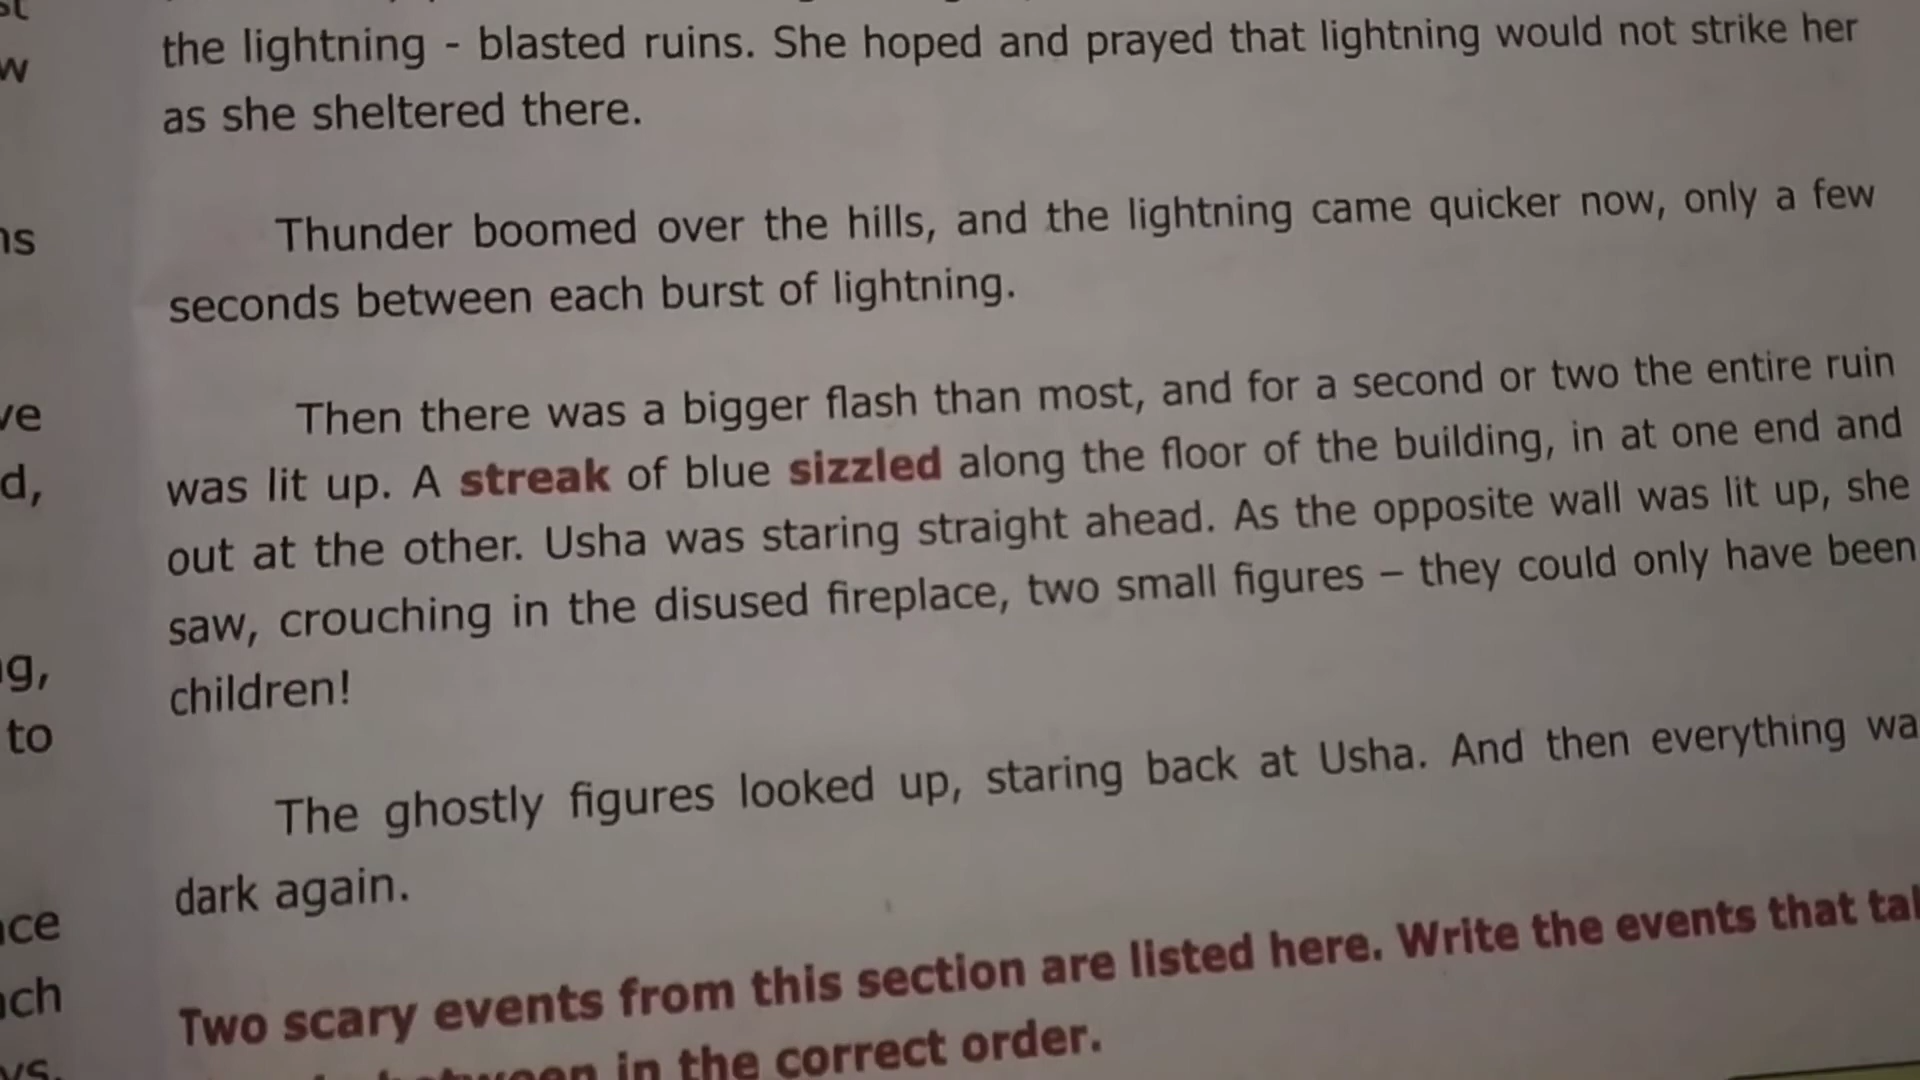 the lightning - blasted ruins. She hoped and prayed that lightning would not strike her
as she sheltered there.
Thunder boomed over the hills, and the lightning came quicker now, only a few
seconds between each burst of lightning.
Then there was a bigger flash than most, and for a second or two the entire ruin
was lit up. A streak of blue sizzled along the floor of the building, in at one end and
out at the other. Usha was staring straight ahead. As the opposite wall was lit up, she
saw, crouching in the disused fireplace, two small figures – they could only have been
children!
The ghostly figures looked up, staring back at Usha. And then everything wa
dark again.
Two scary events from this section are listed here. Write the events that
in the correct order.
to